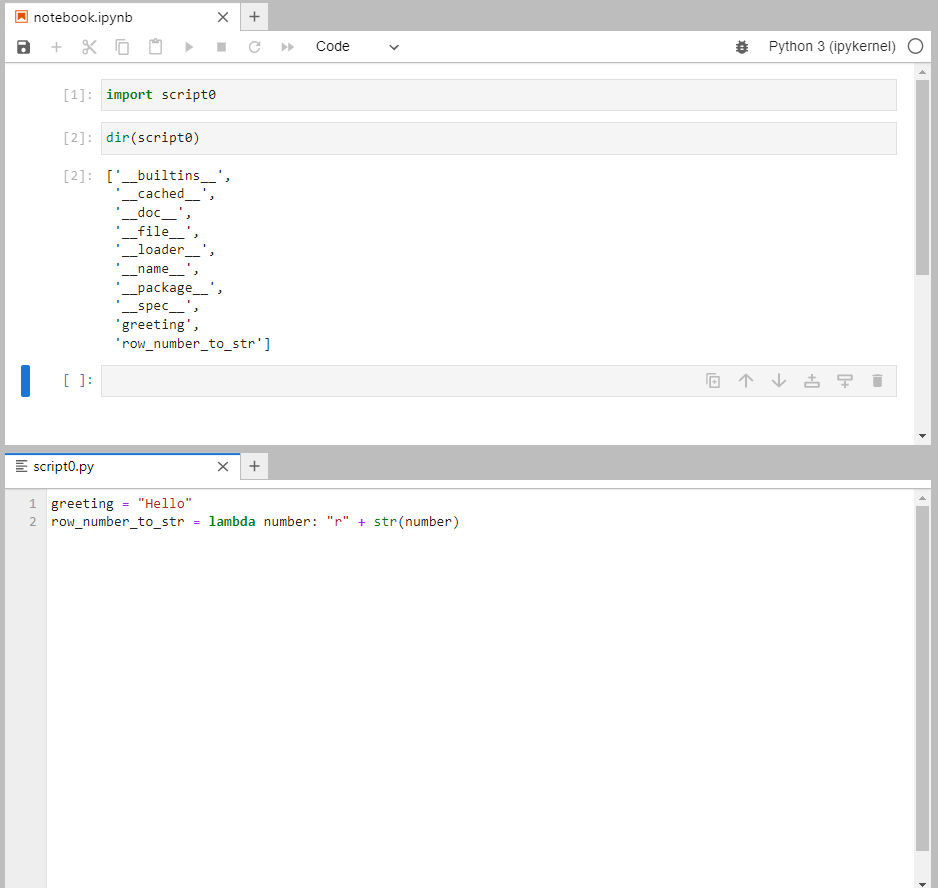 notebook.ipynb
Code
Python 3 (ipykernel)
[1]: import script0
[2]: dir(script0)
[2]: ['__builtins__',
'__cached__',
'__doc__',
'__file__',
'__loader__',
'__name__',
'__package__',
'__spec__',
'greeting',
'row_number_to_str']
[ ]:
script0.py
1 greeting = "Hello"
2 row_number_to_str = lambda number: "r" + str(number)